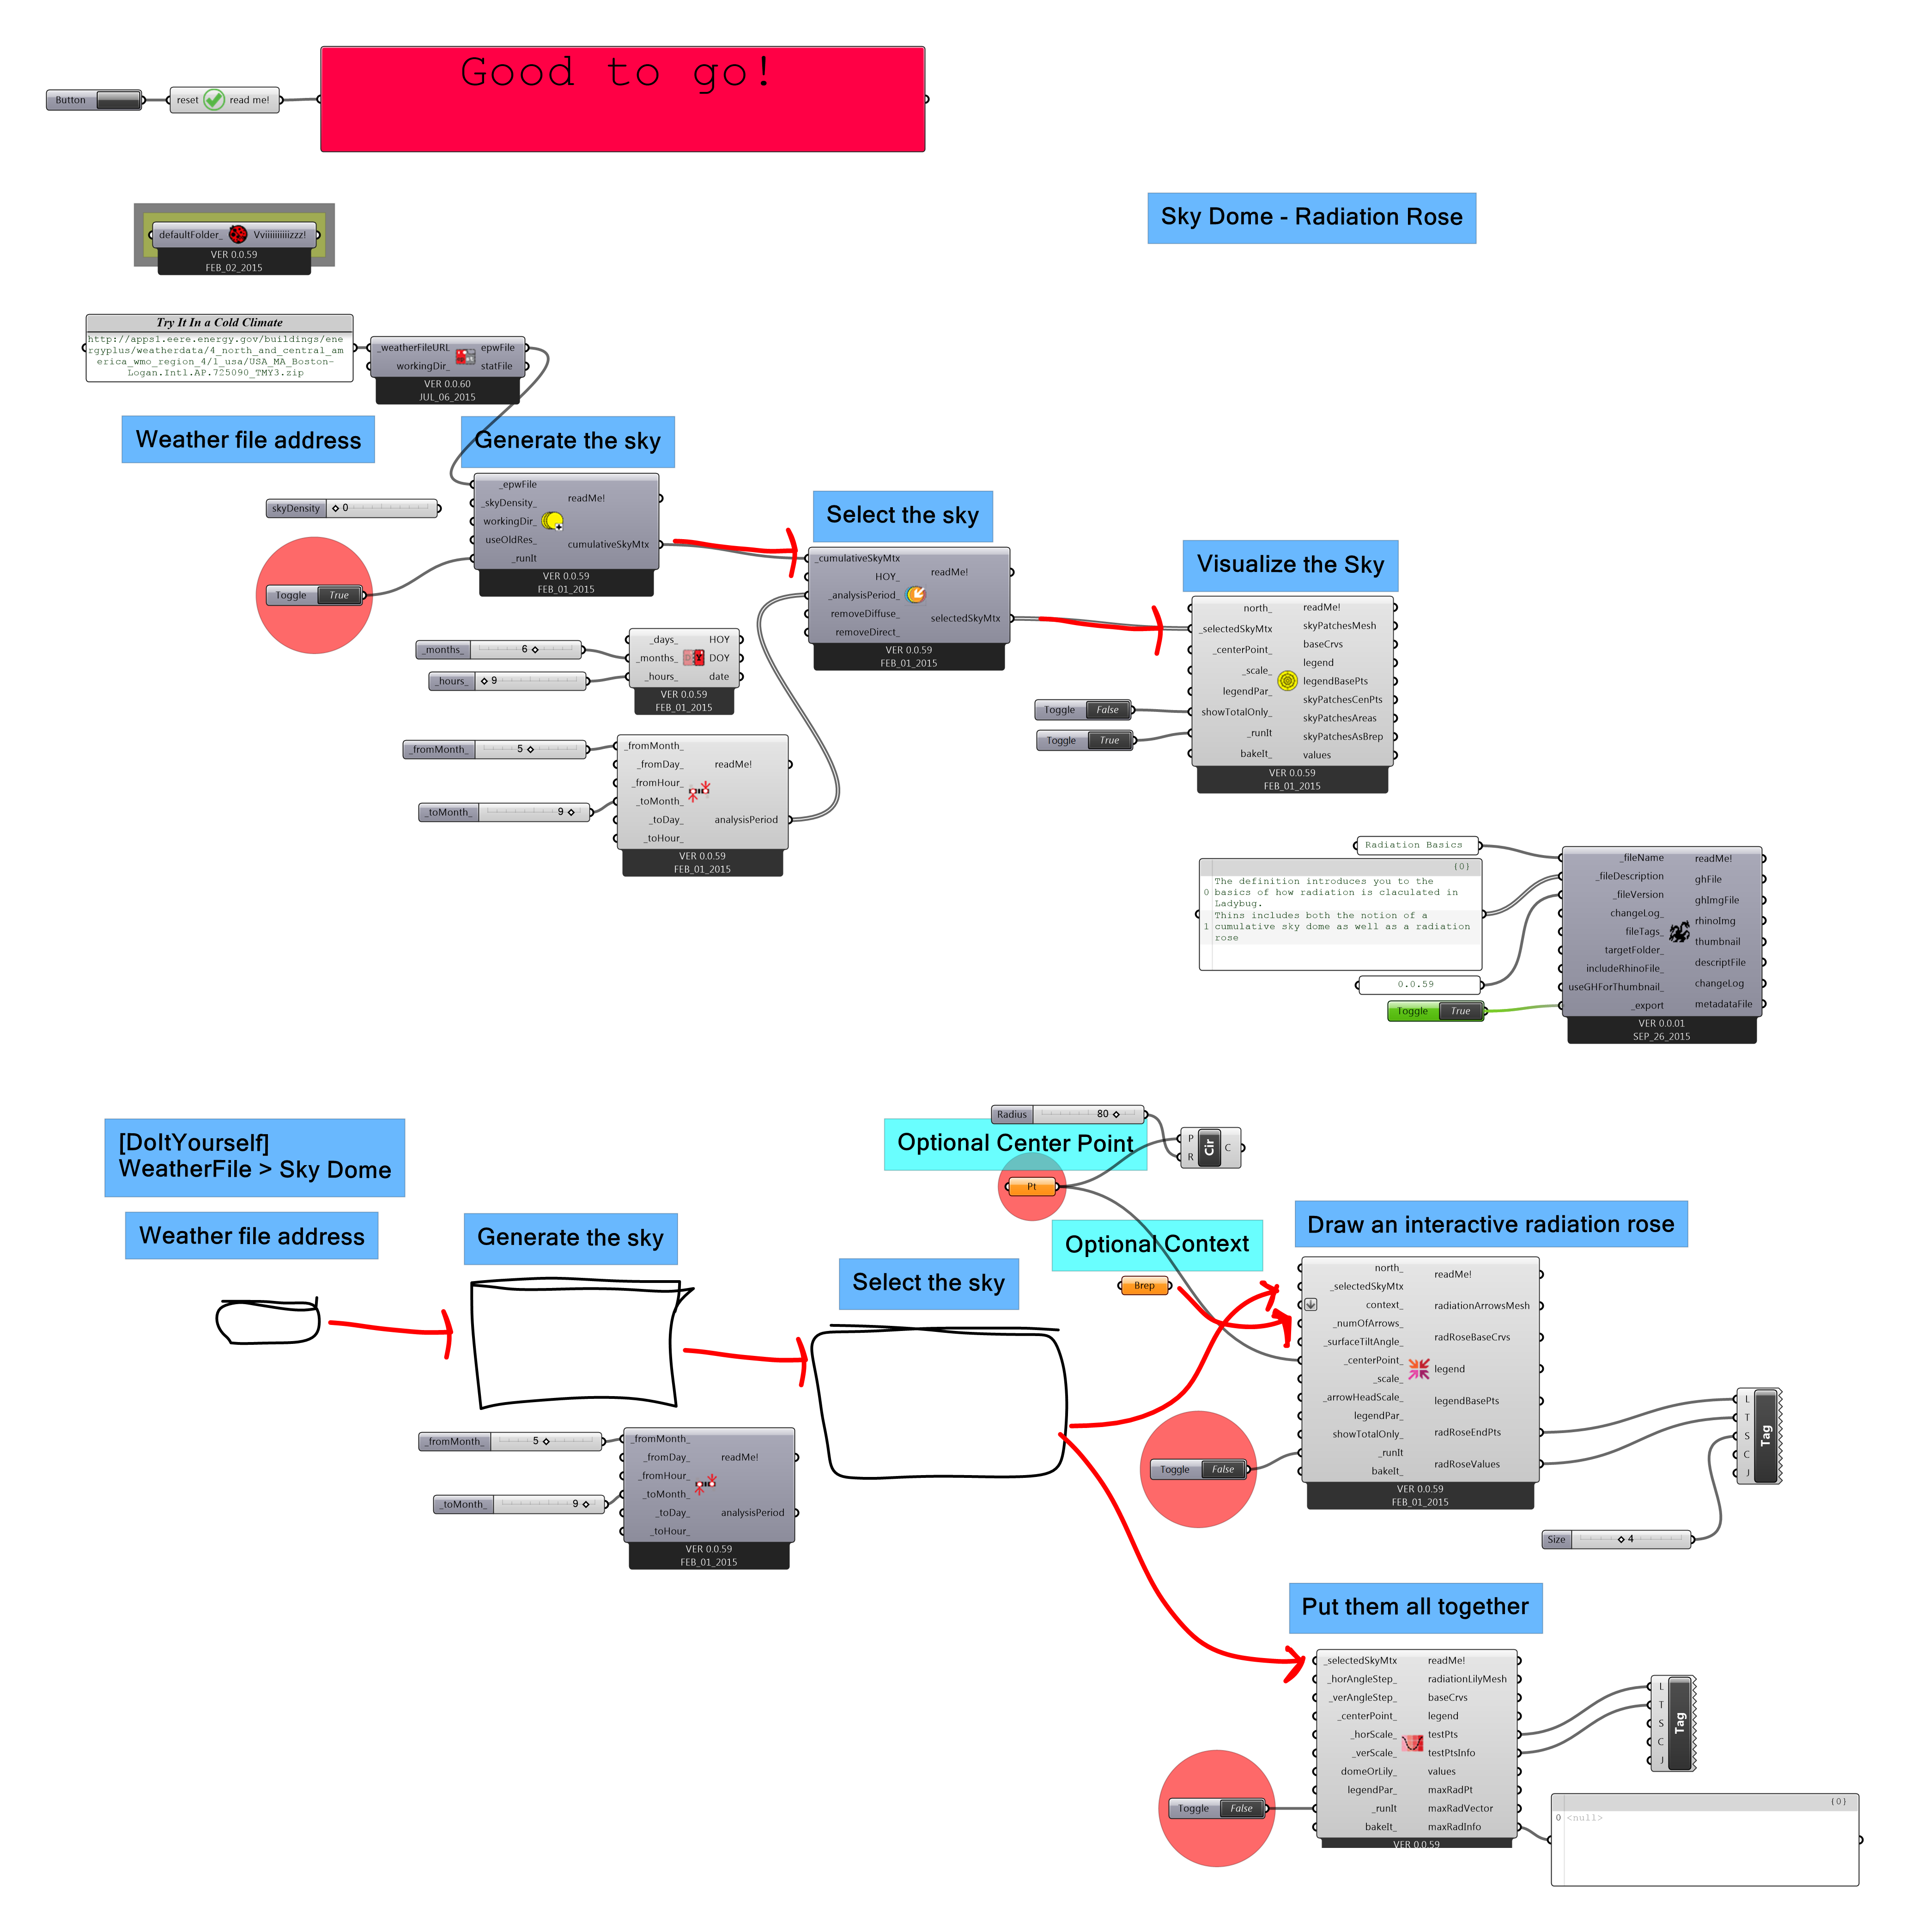 Good to go!
Button
reset read me!
Sky Dome - Radiation Rose
defaultFolder_ Vviiiiiiiiiizzz!
VER 0.0.59
FEB_02_2015
Try It In a Cold Climate
http://apps1.eere.energy.gov/buildings/ene
rgyplus/weatherdata/4_north_and_central_am
erica_wmo_region_4/1_usa/USA_MA_Boston-
Logan.Intl.AP.725090_TMY3.zip
_weatherFileURL epwFile
workingDir_ statFile
VER 0.0.60
JUL_06_2015
Weather file address
Generate the sky
_epwFile
_skyDensity_
workingDir_
useOldRes_
_runIt
readMe!
cumulativeSkyMtx
VER 0.0.59
FEB_01_2015
skyDensity 0
Toggle True
Select the sky
_cumulativeSkyMtx
HOY_
_analysisPeriod_
removeDiffuse_
removeDirect_
readMe!
selectedSkyMtx
VER 0.0.59
FEB_01_2015
Visualize the Sky
north_
_selectedSkyMtx
_centerPoint_
_scale_
legendPar_
showTotalOnly_
_runIt
bakeIt_
readMe!
skyPatchesMesh
baseCrvs
legend
legendBasePts
skyPatchesCenPts
skyPatchesAreas
skyPatchesAsBrep
values
VER 0.0.59
FEB_01_2015
Toggle False
Toggle True
_months_ 6
_hours_ 9
_days_ HOY
_months_ DOY
_hours_ date
VER 0.0.59
FEB_01_2015
_fromMonth_ 5
_toMonth_ 9
_fromMonth_
_fromDay_
_fromHour_
_toMonth_
_toDay_
_toHour_
readMe!
analysisPeriod
VER 0.0.59
FEB_01_2015
Radiation Basics
{0}
0 The definition introduces you to the
basics of how radiation is claculated in
Ladybug.
1 Thins includes both the notion of a
cumulative sky dome as well as a radiation
rose
0.0.59
Toggle True
_fileName
_fileDescription
_fileVersion
changeLog_
fileTags_
targetFolder_
includeRhinoFile_
useGHForThumbnail_
_export
readMe!
ghFile
ghImgFile
rhinoImg
thumbnail
descriptFile
changeLog
metadataFile
VER 0.0.01
SEP_26_2015
[DoItYourself]
WeatherFile > Sky Dome
Weather file address
Generate the sky
Select the sky
_fromMonth_ 5
_toMonth_ 9
_fromMonth_
_fromDay_
_fromHour_
_toMonth_
_toDay_
_toHour_
readMe!
analysisPeriod
VER 0.0.59
FEB_01_2015
Radius 80
Optional Center Point
P
R
Cir
C
Pt
Optional Context
Brep
Draw an interactive radiation rose
north_
_selectedSkyMtx
context_
_numOfArrows_
_surfaceTiltAngle_
_centerPoint_
_scale_
_arrowHeadScale_
legendPar_
showTotalOnly_
_runIt
bakeIt_
readMe!
radiationArrowsMesh
radRoseBaseCrvs
legend
legendBasePts
radRoseEndPts
radRoseValues
VER 0.0.59
FEB_01_2015
Toggle False
L
T
S
C
J
Tag
Size 4
Put them all together
_selectedSkyMtx
_horAngleStep_
_verAngleStep_
_centerPoint_
_horScale_
_verScale_
domeOrLily_
legendPar_
_runIt
bakeIt_
readMe!
radiationLilyMesh
baseCrvs
legend
testPts
testPtsInfo
values
maxRadPt
maxRadVector
maxRadInfo
VER 0.0.59
Toggle False
L
T
S
C
J
Tag
{0}
0 <null>